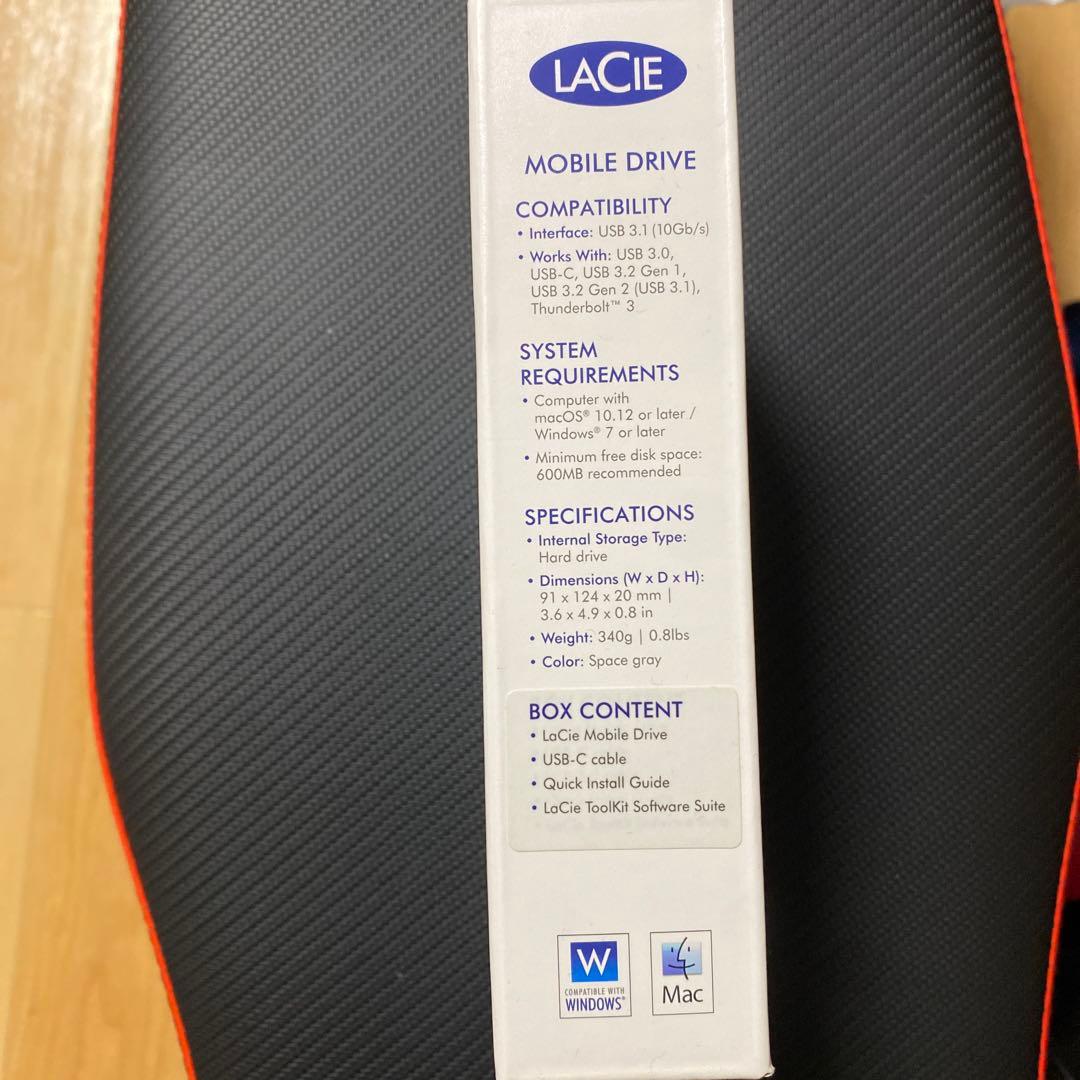 LACIE
MOBILE DRIVE
COMPATIBILITY
• Interface: USB 3.1 (10Gb/s)
• Works With: USB 3.0,
USB-C, USB 3.2 Gen 1,
USB 3.2 Gen 2 (USB 3.1),
Thunderbolt™ 3
SYSTEM
REQUIREMENTS
• Computer with
macOS® 10.12 or later /
Windows® 7 or later
• Minimum free disk space:
600MB recommended
SPECIFICATIONS
• Internal Storage Type:
Hard drive
• Dimensions (W x D x H):
91 x 124 x 20 mm |
3.6 x 4.9 x 0.8 in
• Weight: 340g | 0.8lbs
• Color: Space gray
BOX CONTENT
• LaCie Mobile Drive
• USB-C cable
• Quick Install Guide
• LaCie ToolKit Software Suite
W
COMPATIBLE WITH
WINDOWS®
Mac